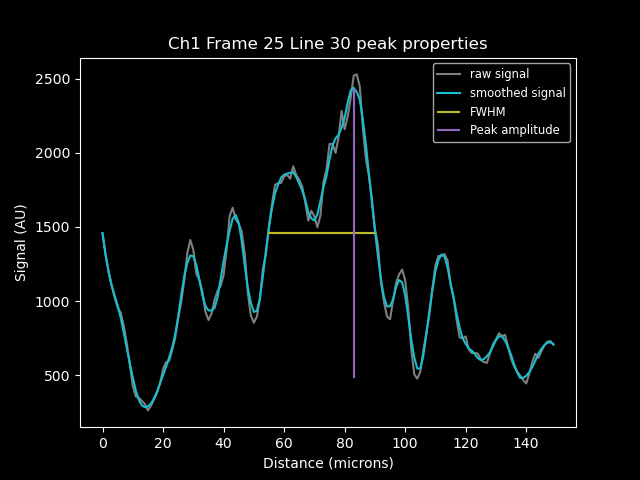 Ch1 Frame 25 Line 30 peak properties
raw signal
smoothed signal
FWHM
Peak amplitude
Signal (AU)
2500
2000
1500
1000
500
0 20 40 60 80 100 120 140
Distance (microns)